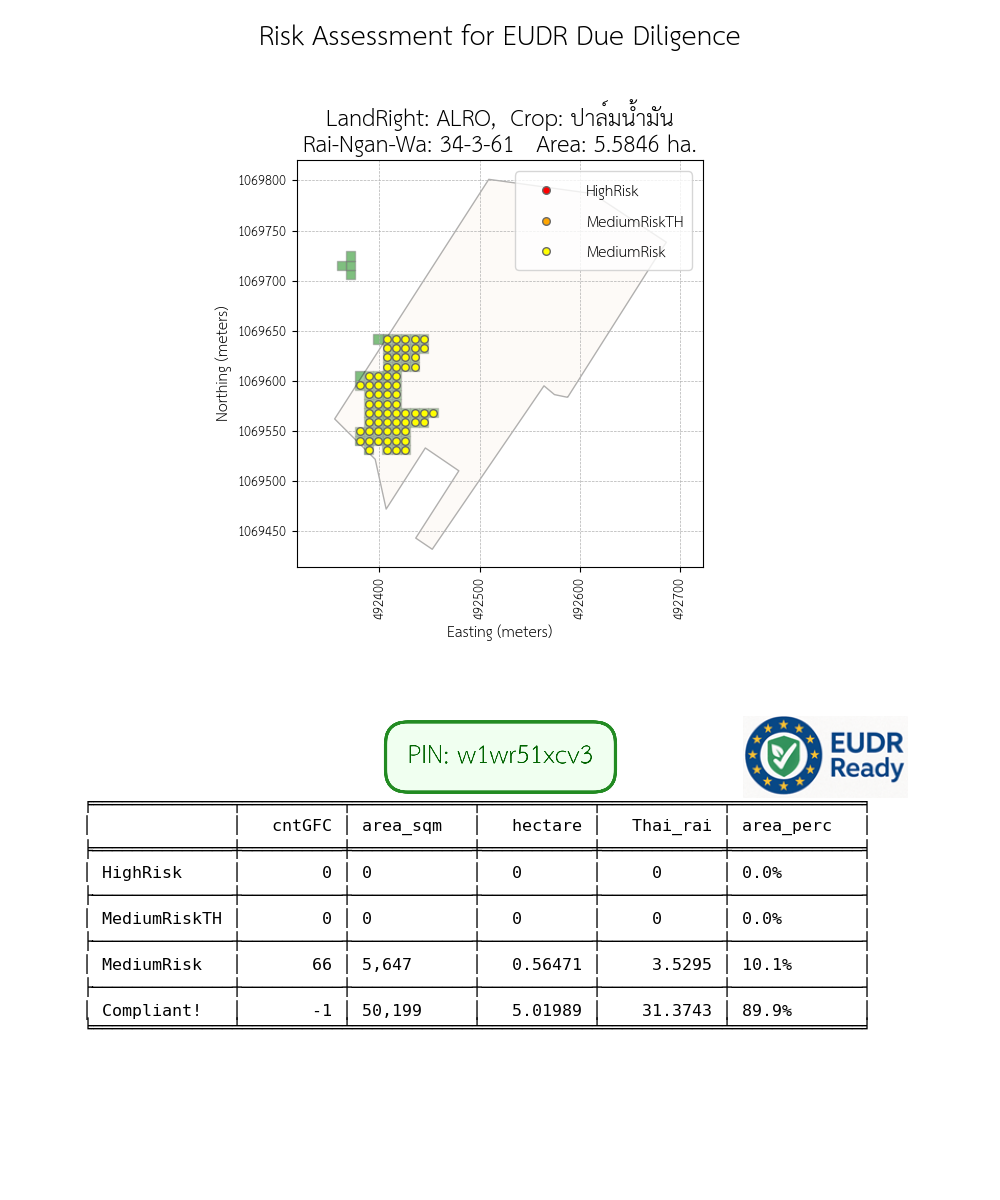 Risk Assessment for EUDR Due Diligence
LandRight: ALRO, Crop: ปาล์มน้ำมัน
Rai-Ngan-Wa: 34-3-61 Area: 5.5846 ha.
HighRisk
MediumRiskTH
MediumRisk
1069800
1069750
1069700
1069650
1069600
1069550
1069500
1069450
Northing (meters)
492400
492500
492600
492700
Easting (meters)
PIN: w1wr51xcv3
EUDR
Ready
cntGFC area_sqm hectare Thai_rai area_perc
HighRisk 0 0 0 0 0.0%
MediumRiskTH 0 0 0 0 0.0%
MediumRisk 66 5,647 0.56471 3.5295 10.1%
Compliant! -1 50,199 5.01989 31.3743 89.9%